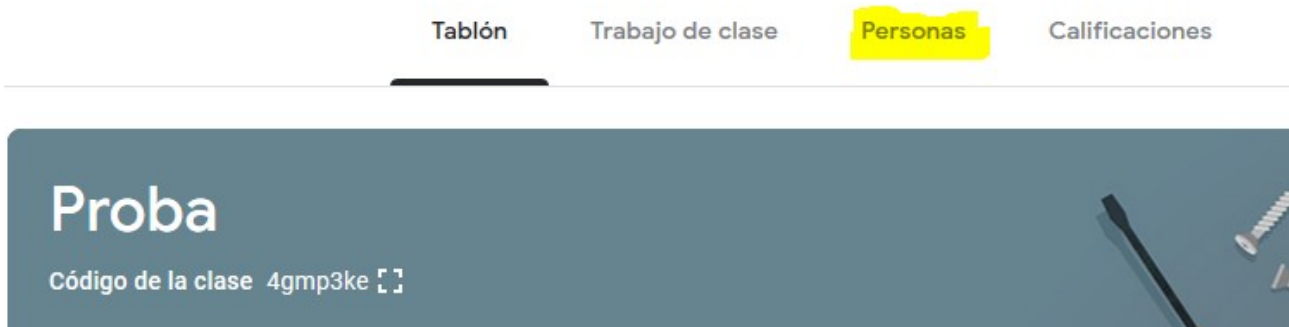 Tablón Trabajo de clase Personas Calificaciones
Proba
Código de la clase 4gmp3ke